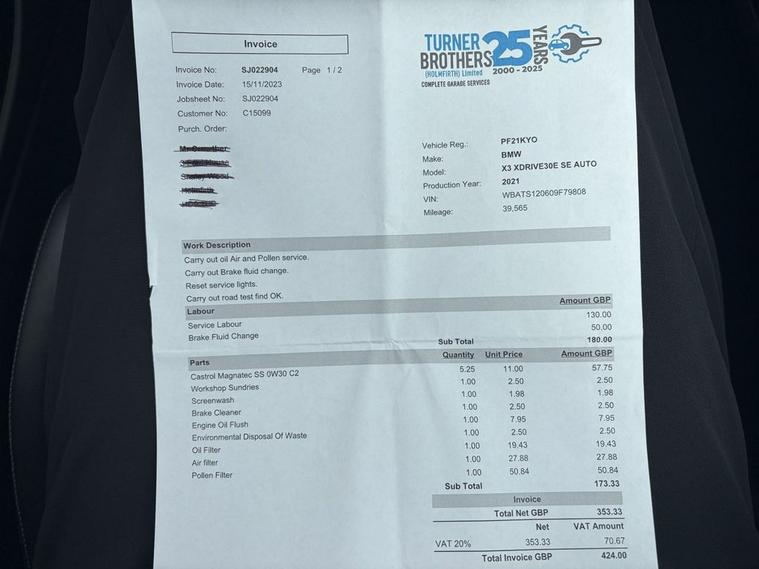 Invoice
TURNER BROTHERS
(HOLMFIRTH) Limited
25 YEARS
2000 - 2025
COMPLETE GARAGE SERVICES
Invoice No: SJ022904 Page 1 / 2
Invoice Date: 15/11/2023
Jobsheet No: SJ022904
Customer No: C15099
Purch. Order:
Vehicle Reg.: PF21KYO
Make: BMW
Model: X3 XDRIVE30E SE AUTO
Production Year: 2021
VIN: WBATS120609F79808
Mileage: 39,565
Work Description
Carry out oil Air and Pollen service.
Carry out Brake fluid change.
Reset service lights.
Carry out road test find OK.
Labour Amount GBP
Service Labour 130.00
Brake Fluid Change 50.00
Sub Total 180.00
Parts Quantity Unit Price Amount GBP
Castrol Magnatec SS 0W30 C2 5.25 11.00 57.75
Workshop Sundries 1.00 2.50 2.50
Screenwash 1.00 1.98 1.98
Brake Cleaner 1.00 2.50 2.50
Engine Oil Flush 1.00 7.95 7.95
Environmental Disposal Of Waste 1.00 2.50 2.50
Oil Filter 1.00 19.43 19.43
Air filter 1.00 27.88 27.88
Pollen Filter 1.00 50.84 50.84
Sub Total 173.33
Invoice
Total Net GBP 353.33
Net VAT Amount
VAT 20% 353.33 70.67
Total Invoice GBP 424.00